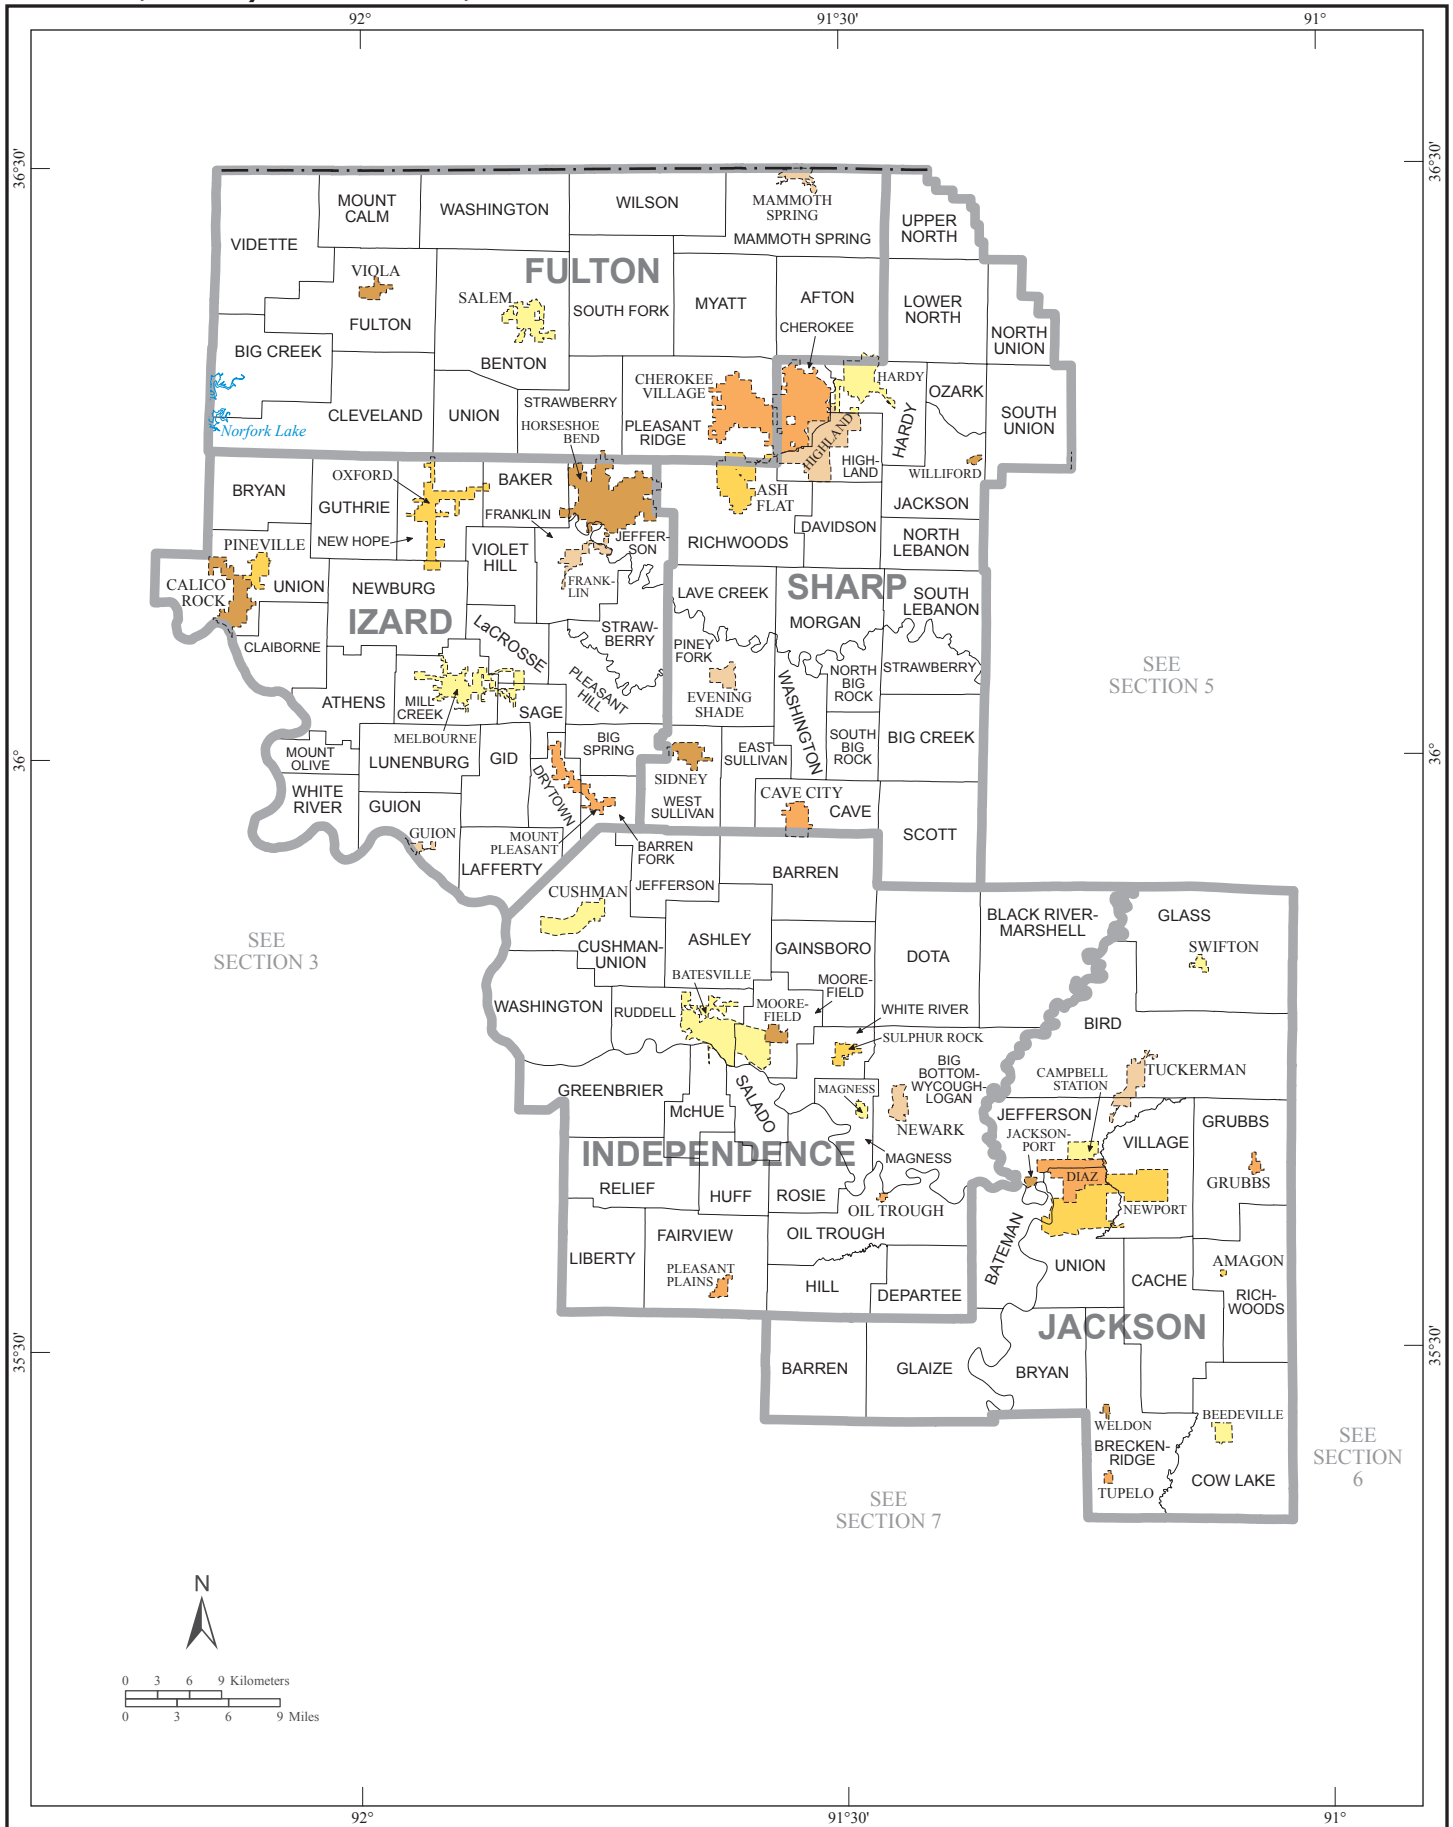 92°
91°30'
91°
36°30'
36°30'
MOUNT
CALM
WASHINGTON
WILSON
MAMMOTH
SPRING
MAMMOTH SPRING
UPPER
NORTH
VIDETTE
FULTON
VIOLA
SALEM
SOUTH FORK
MYATT
AFTON
LOWER
NORTH
FULTON
CHEROKEE
NORTH
UNION
BIG CREEK
BENTON
CHEROKEE
VILLAGE
HARDY
OZARK
CLEVELAND
UNION
STRAWBERRY
HORSESHOE
BEND
PLEASANT
RIDGE
HIGHLAND
HARDY
SOUTH
UNION
Norfork Lake
HIGH-
LAND
WILLIFORD
BRYAN
OXFORD
GUTHRIE
BAKER
ASH
FLAT
JACKSON
FRANKLIN
DAVIDSON
NEW HOPE
PINEVILLE
VIOLET
HILL
JEFFER-
SON
RICHWOODS
NORTH
LEBANON
CALICO
ROCK
UNION
NEWBURG
FRANK-
LIN
LAVE CREEK
SHARP
SOUTH
LEBANON
IZARD
LaCROSSE
STRAW-
BERRY
MORGAN
CLAIBORNE
PINEY
FORK
STRAWBERRY
NORTH
BIG
ROCK
SEE
SECTION 5
ATHENS
MILL
CREEK
PLEASANT
HILL
EVENING
SHADE
WASHINGTON
SAGE
MELBOURNE
SOUTH
BIG
ROCK
BIG CREEK
36°
36°
MOUNT
OLIVE
LUNENBURG
GID
BIG
SPRING
EAST
SULLIVAN
SIDNEY
WHITE
RIVER
GUION
DRYTOWN
WEST
SULLIVAN
CAVE CITY
CAVE
GUION
MOUNT
PLEASANT
BARREN
FORK
SCOTT
LAFFERTY
BARREN
JEFFERSON
CUSHMAN
BLACK RIVER-
MARSHELL
GLASS
SEE
SECTION 3
CUSHMAN-
UNION
ASHLEY
GAINSBORO
DOTA
SWIFTON
BATESVILLE
MOORE-
FIELD
WASHINGTON
RUDDELL
MOORE-
FIELD
WHITE RIVER
BIRD
SULPHUR ROCK
BIG
BOTTOM-
WYCOUGH-
LOGAN
CAMPBELL
STATION
TUCKERMAN
GREENBRIER
MAGNESS
SALADO
McHUE
JEFFERSON
GRUBBS
NEWARK
JACKSON-
PORT
VILLAGE
INDEPENDENCE
MAGNESS
DIAZ
GRUBBS
RELIEF
HUFF
ROSIE
OIL TROUGH
NEWPORT
FAIRVIEW
OIL TROUGH
LIBERTY
BATEMAN
UNION
AMAGON
PLEASANT
PLAINS
HILL
DEPARTEE
CACHE
RICH-
WOODS
JACKSON
35°30'
35°30'
BARREN
GLAIZE
BRYAN
BEEDEVILLE
WELDON
BRECKEN-
RIDGE
SEE
SECTION
6
TUPELO
COW LAKE
SEE
SECTION 7
N
0 3 6 9 Kilometers
0 3 6 9 Miles
92°
91°30'
91°